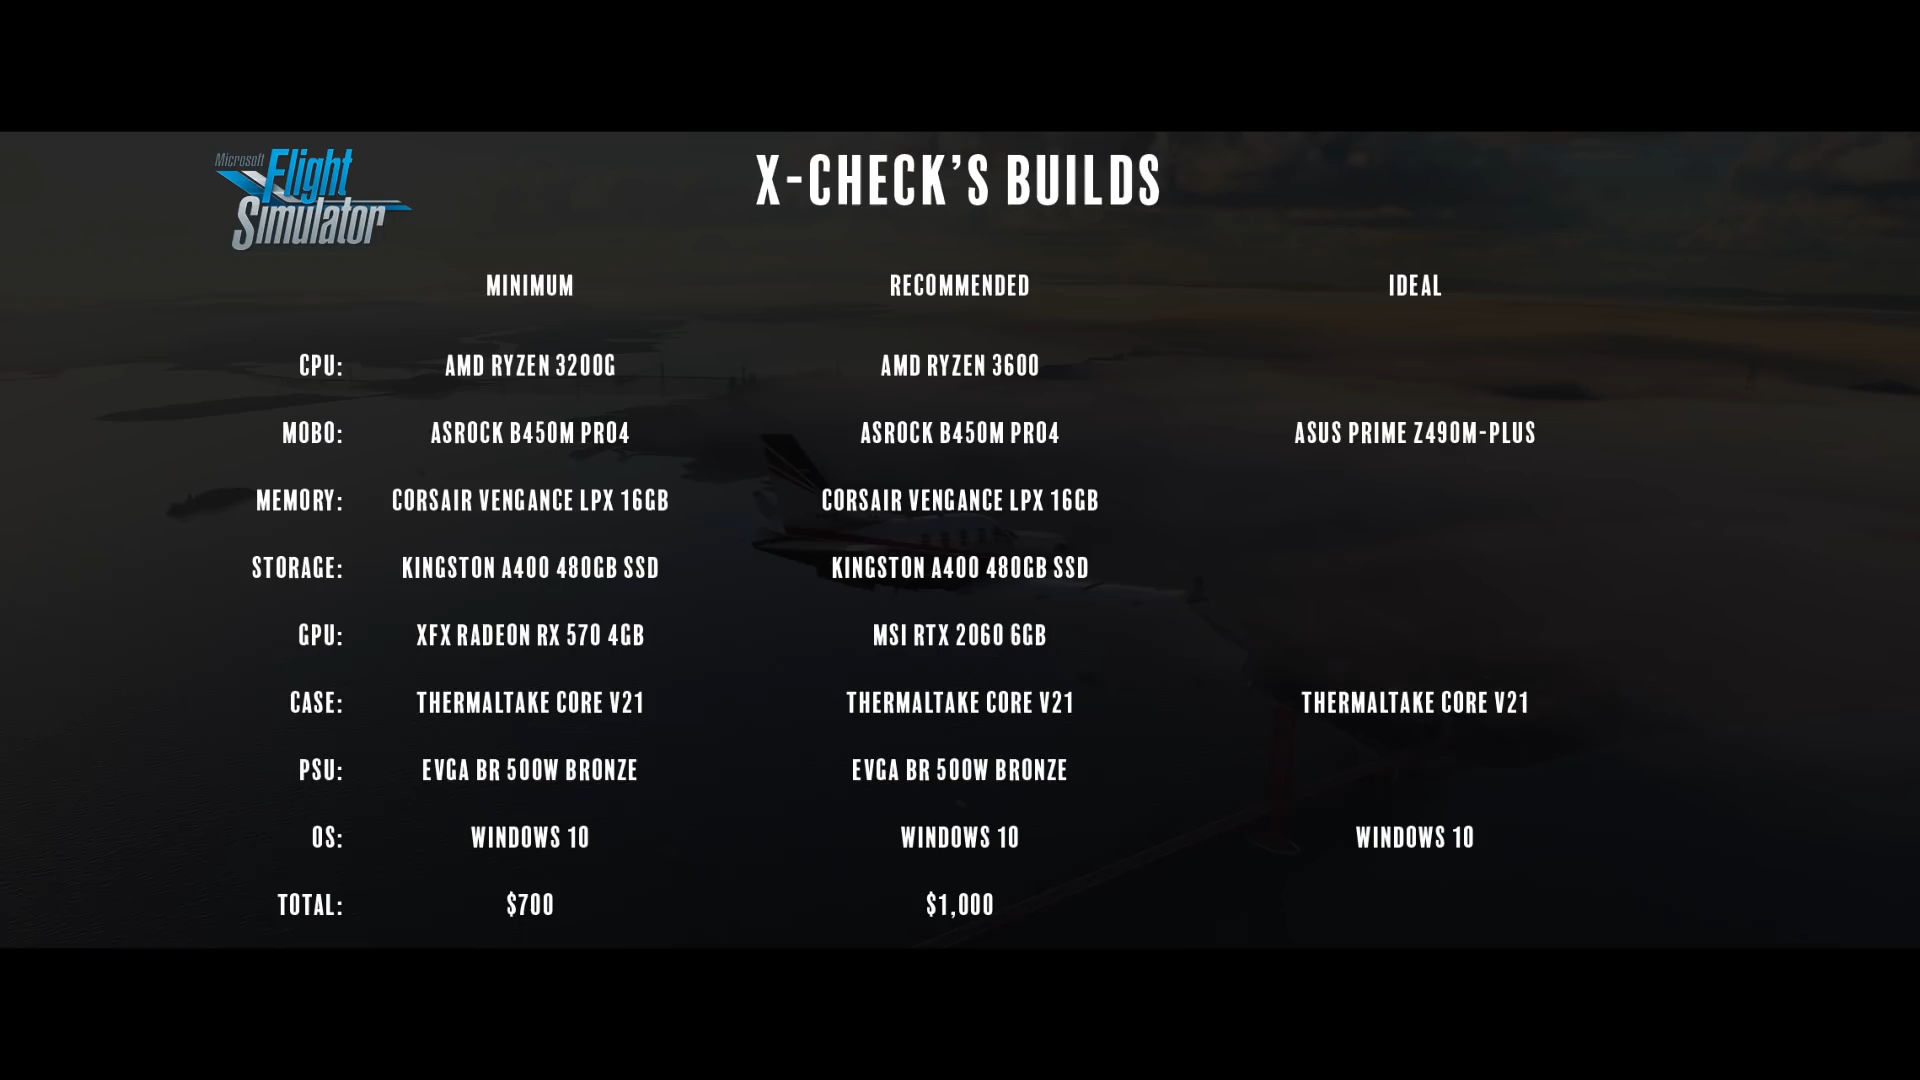 Microsoft
Flight
Simulator
X-CHECK'S BUILDS
MINIMUM RECOMMENDED IDEAL
CPU: AMD RYZEN 3200G AMD RYZEN 3600
MOBO: ASROCK B450M PRO4 ASROCK B450M PRO4 ASUS PRIME Z490M-PLUS
MEMORY: CORSAIR VENGANCE LPX 16GB CORSAIR VENGANCE LPX 16GB
STORAGE: KINGSTON A400 480GB SSD KINGSTON A400 480GB SSD
GPU: XFX RADEON RX 570 4GB MSI RTX 2060 6GB
CASE: THERMALTAKE CORE V21 THERMALTAKE CORE V21 THERMALTAKE CORE V21
PSU: EVGA BR 500W BRONZE EVGA BR 500W BRONZE
OS: WINDOWS 10 WINDOWS 10 WINDOWS 10
TOTAL: $700 $1,000